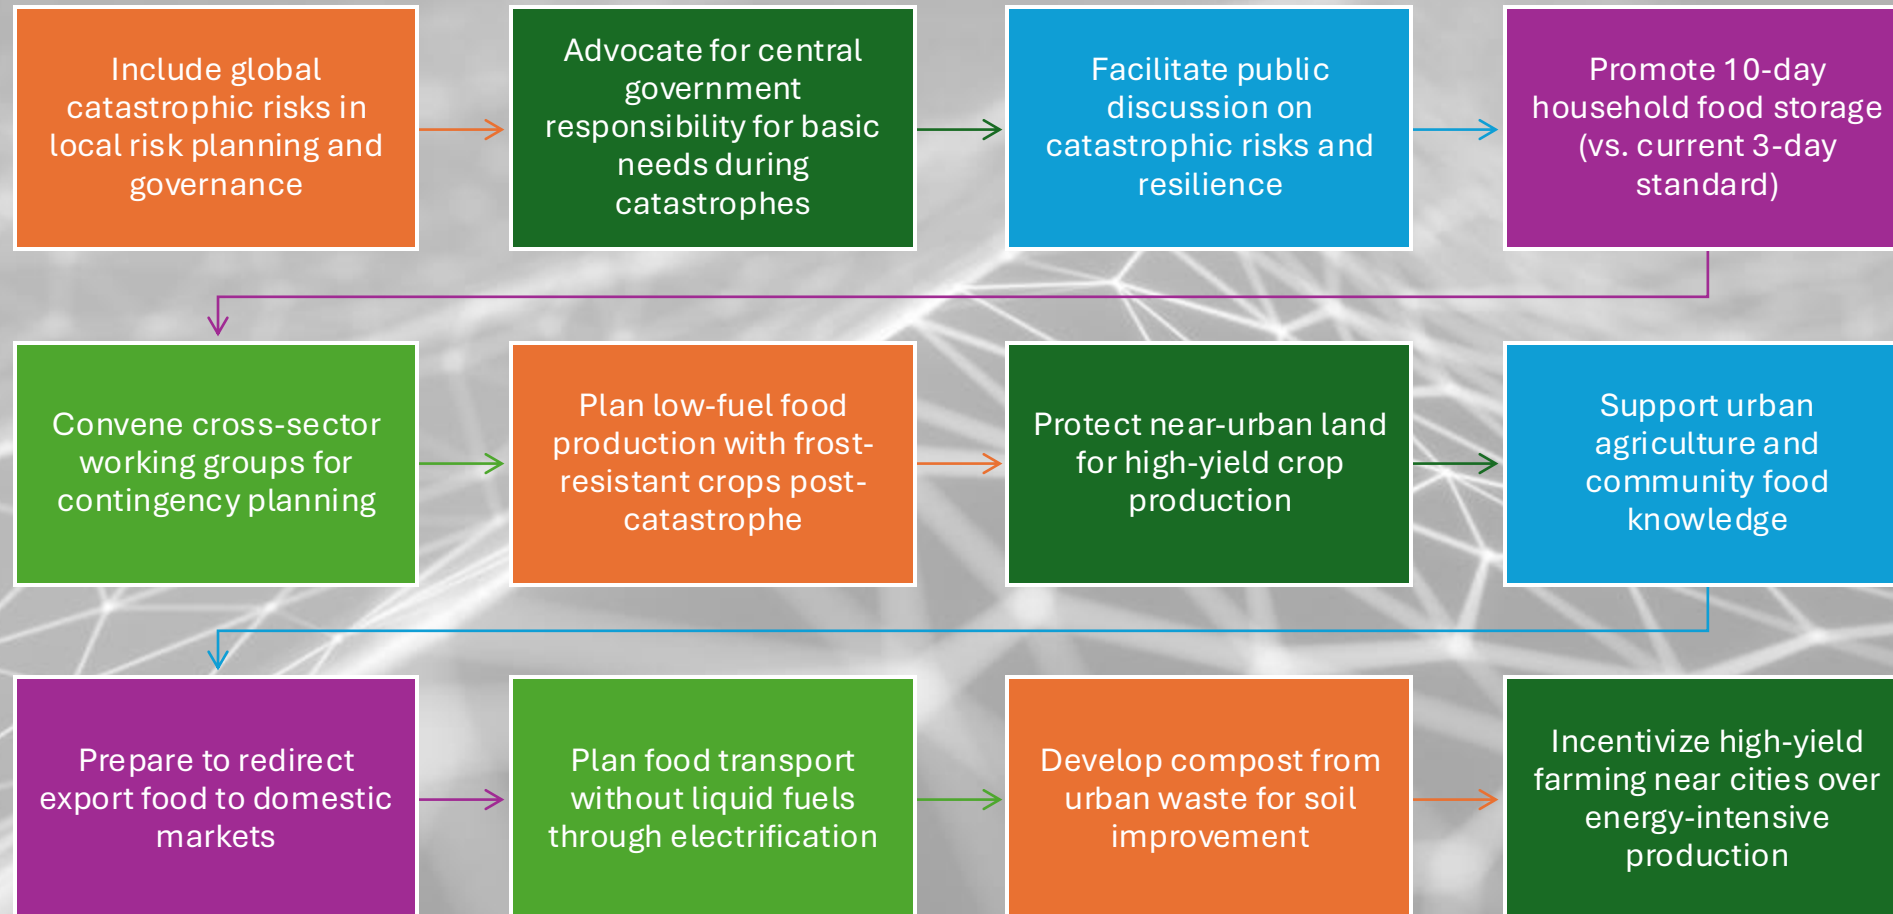 Include global
catastrophic risks in
local risk planning and
governance
Advocate for central
government
responsibility for basic
needs during
catastrophes
Facilitate public
discussion on
catastrophic risks and
resilience
Promote 10-day
household food storage
(vs. current 3-day
standard)
Convene cross-sector
working groups for
contingency planning
Plan low-fuel food
production with frost-
resistant crops post-
catastrophe
Protect near-urban land
for high-yield crop
production
Support urban
agriculture and
community food
knowledge
Prepare to redirect
export food to domestic
markets
Plan food transport
without liquid fuels
through electrification
Develop compost from
urban waste for soil
improvement
Incentivize high-yield
farming near cities over
energy-intensive
production